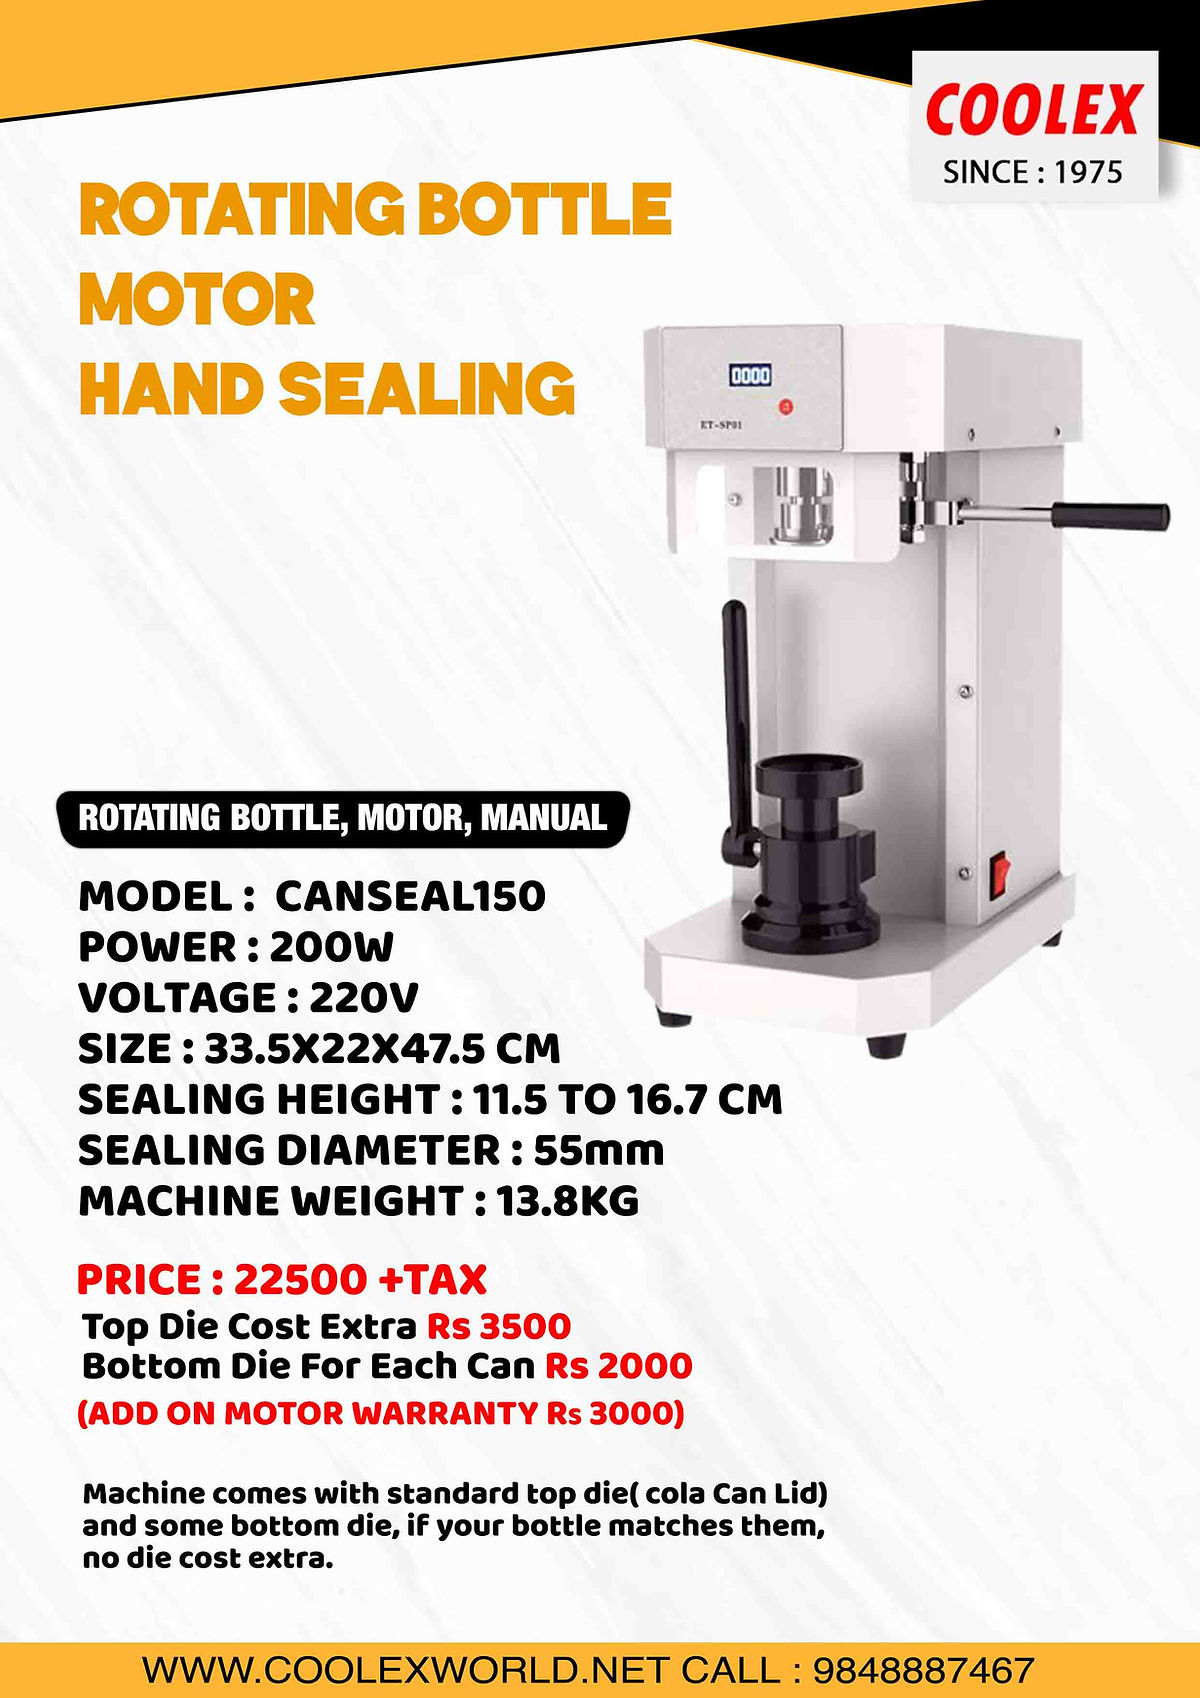 COOLEX
SINCE : 1975
ROTATING BOTTLE
MOTOR
HAND SEALING
0000
ET-SP01
ROTATING BOTTLE, MOTOR, MANUAL
MODEL : CANSEAL150
POWER : 200W
VOLTAGE : 220V
SIZE : 33.5X22X47.5 CM
SEALING HEIGHT : 11.5 TO 16.7 CM
SEALING DIAMETER : 55mm
MACHINE WEIGHT : 13.8KG
PRICE : 22500 +TAX
Top Die Cost Extra Rs 3500
Bottom Die For Each Can Rs 2000
(ADD ON MOTOR WARRANTY Rs 3000)
Machine comes with standard top die( cola Can Lid)
and some bottom die, if your bottle matches them,
no die cost extra.
WWW.COOLEXWORLD.NET CALL : 9848887467